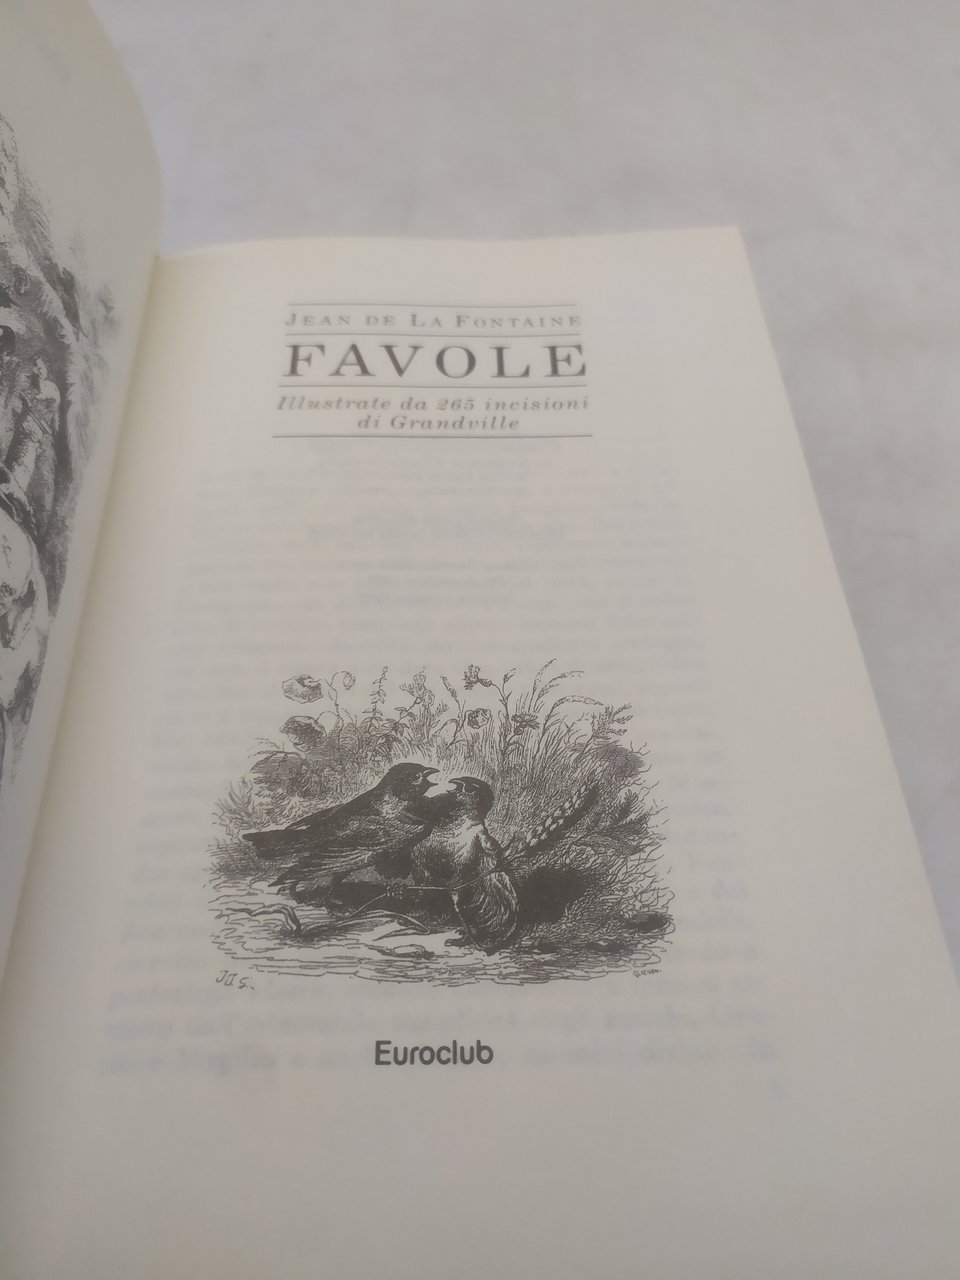 JEAN DE LA FONTAINE
FAVOLE
Illustrate da 265 incisioni
di Grandville
J.J.G.
Euroclub